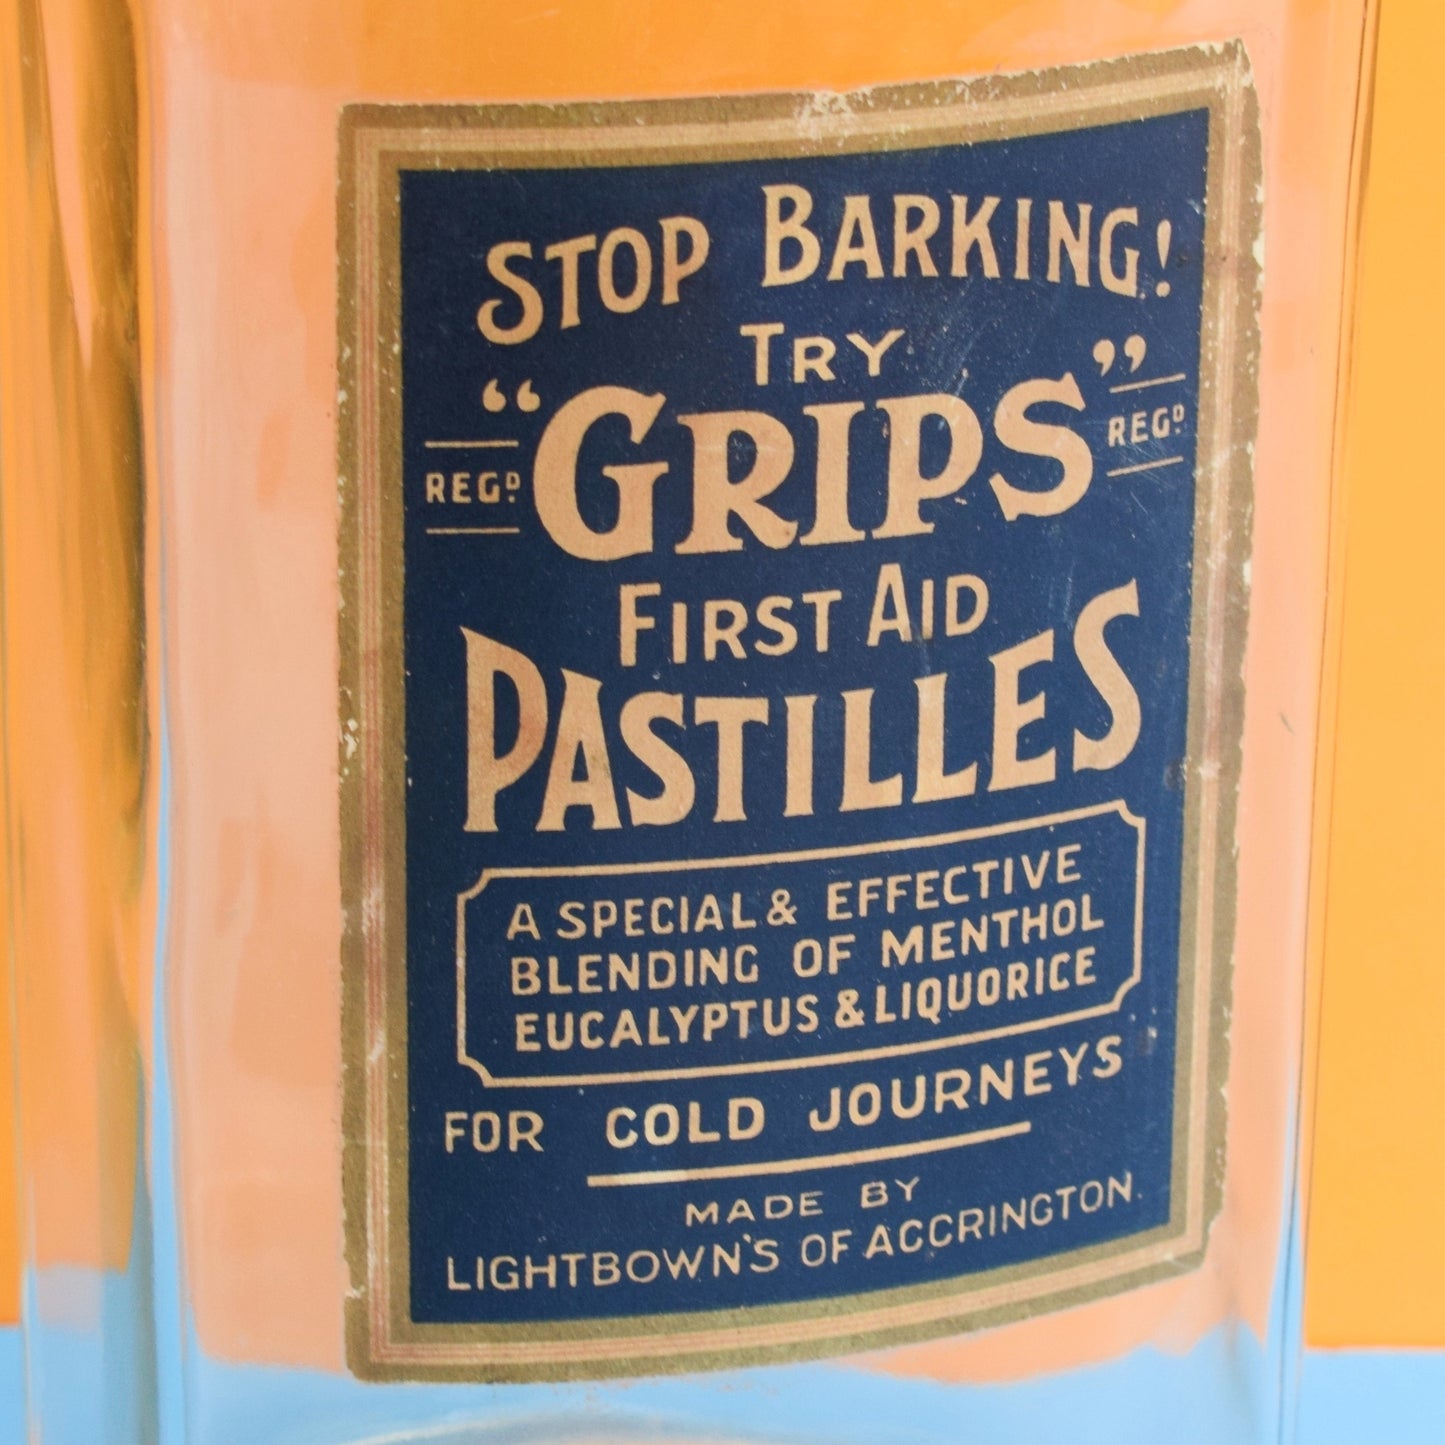 STOP BARKING!
TRY
REGD. “GRIPS” REGD.
FIRST AID
PASTILLES
A SPECIAL & EFFECTIVE
BLENDING OF MENTHOL
EUCALYPTUS & LIQUORICE
FOR COLD JOURNEYS
MADE BY
LIGHTBOWN'S OF ACCRINGTON.